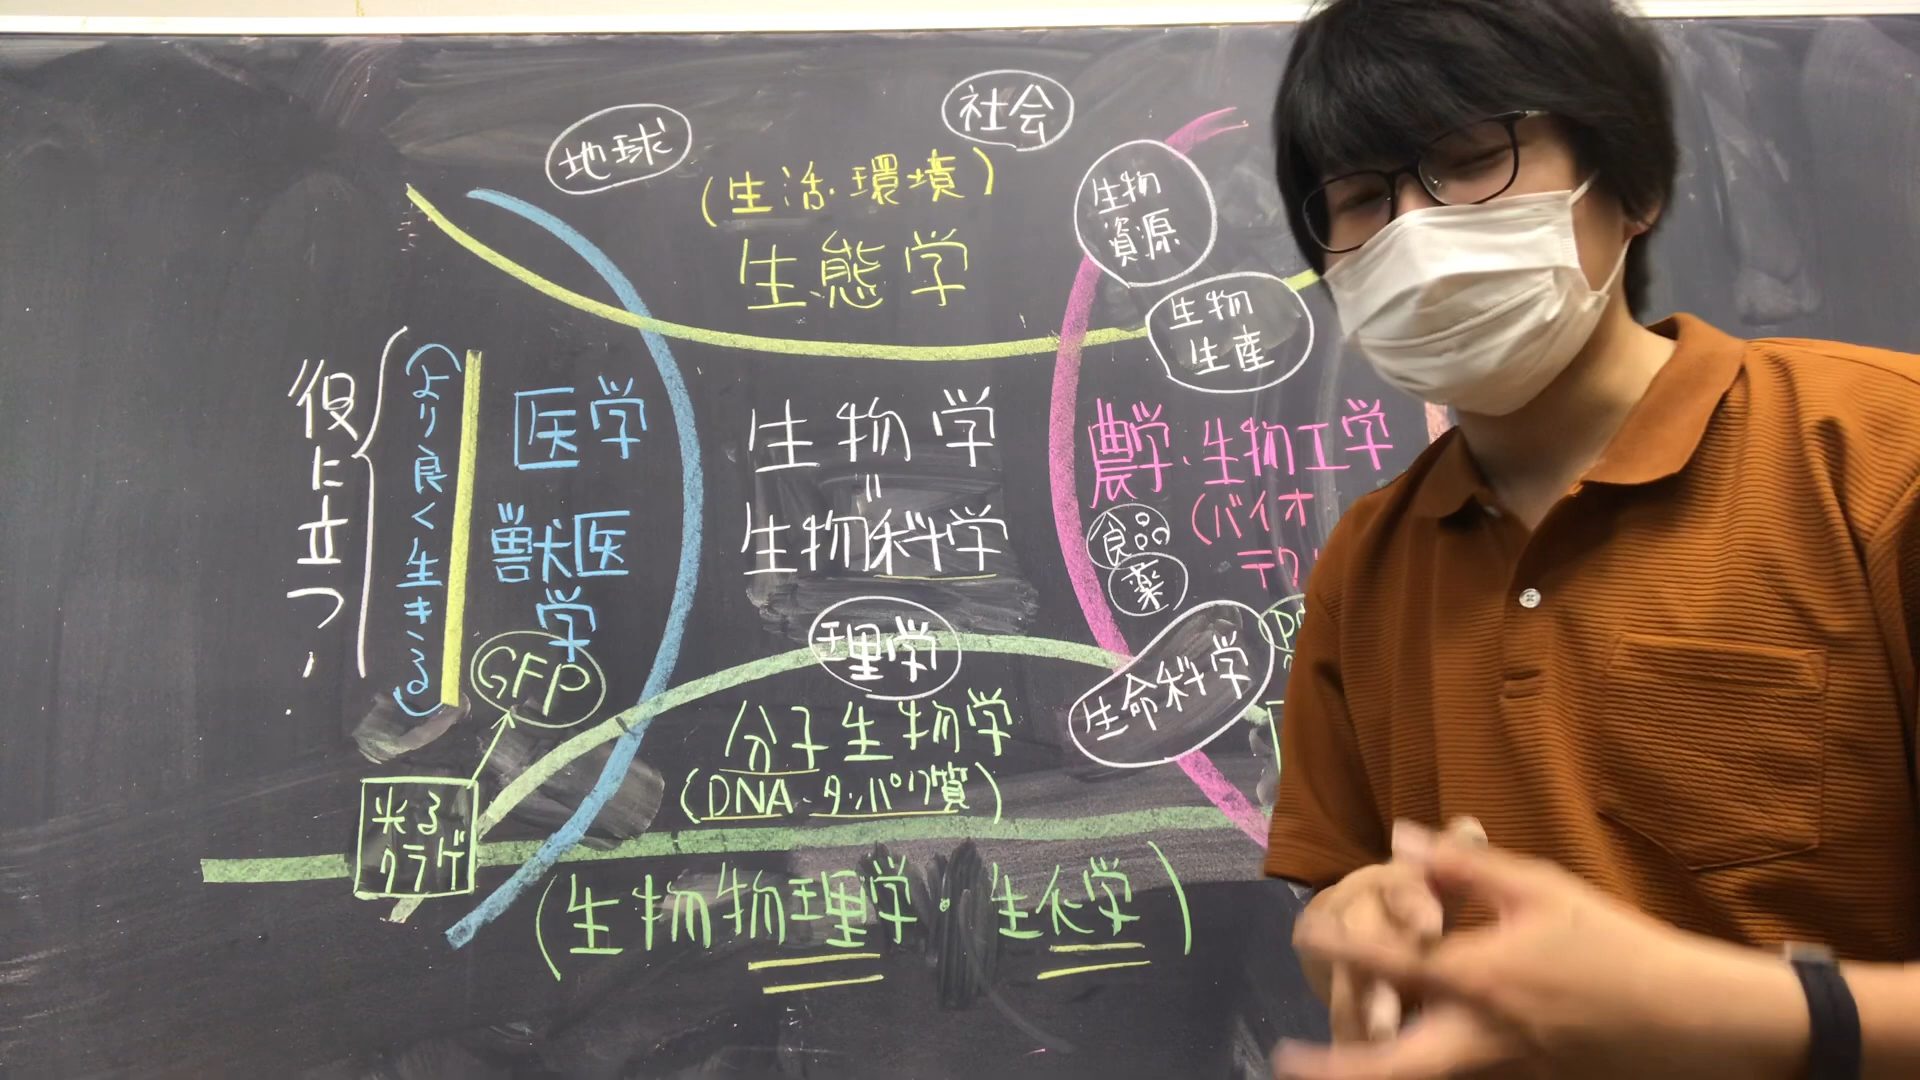 地球
社会
(生活・環境)
生態学
生物
資源
生物
生産
役に立つ!
(より良く生きる)
医学
獣医
学
生物学
=
生物科学
農学・生物工学
(バイオ
テク
食品
薬
理学
生命科学
GFP
光る
クラゲ
分子生物学
(DNA・タンパク質)
(生物物理学・生化学)